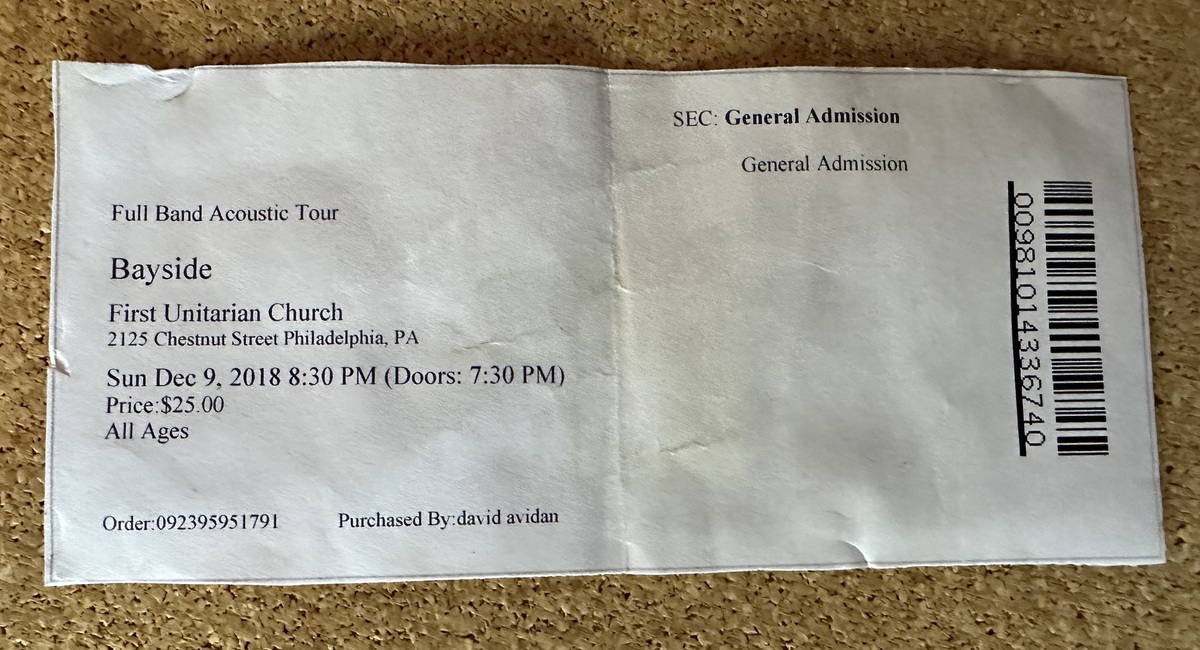 Full Band Acoustic Tour
Bayside
First Unitarian Church
2125 Chestnut Street Philadelphia, PA
Sun Dec 9, 2018 8:30 PM (Doors: 7:30 PM)
Price:$25.00
All Ages
Order:092395951791 Purchased By:david avidan
SEC: General Admission
General Admission
00981014336740